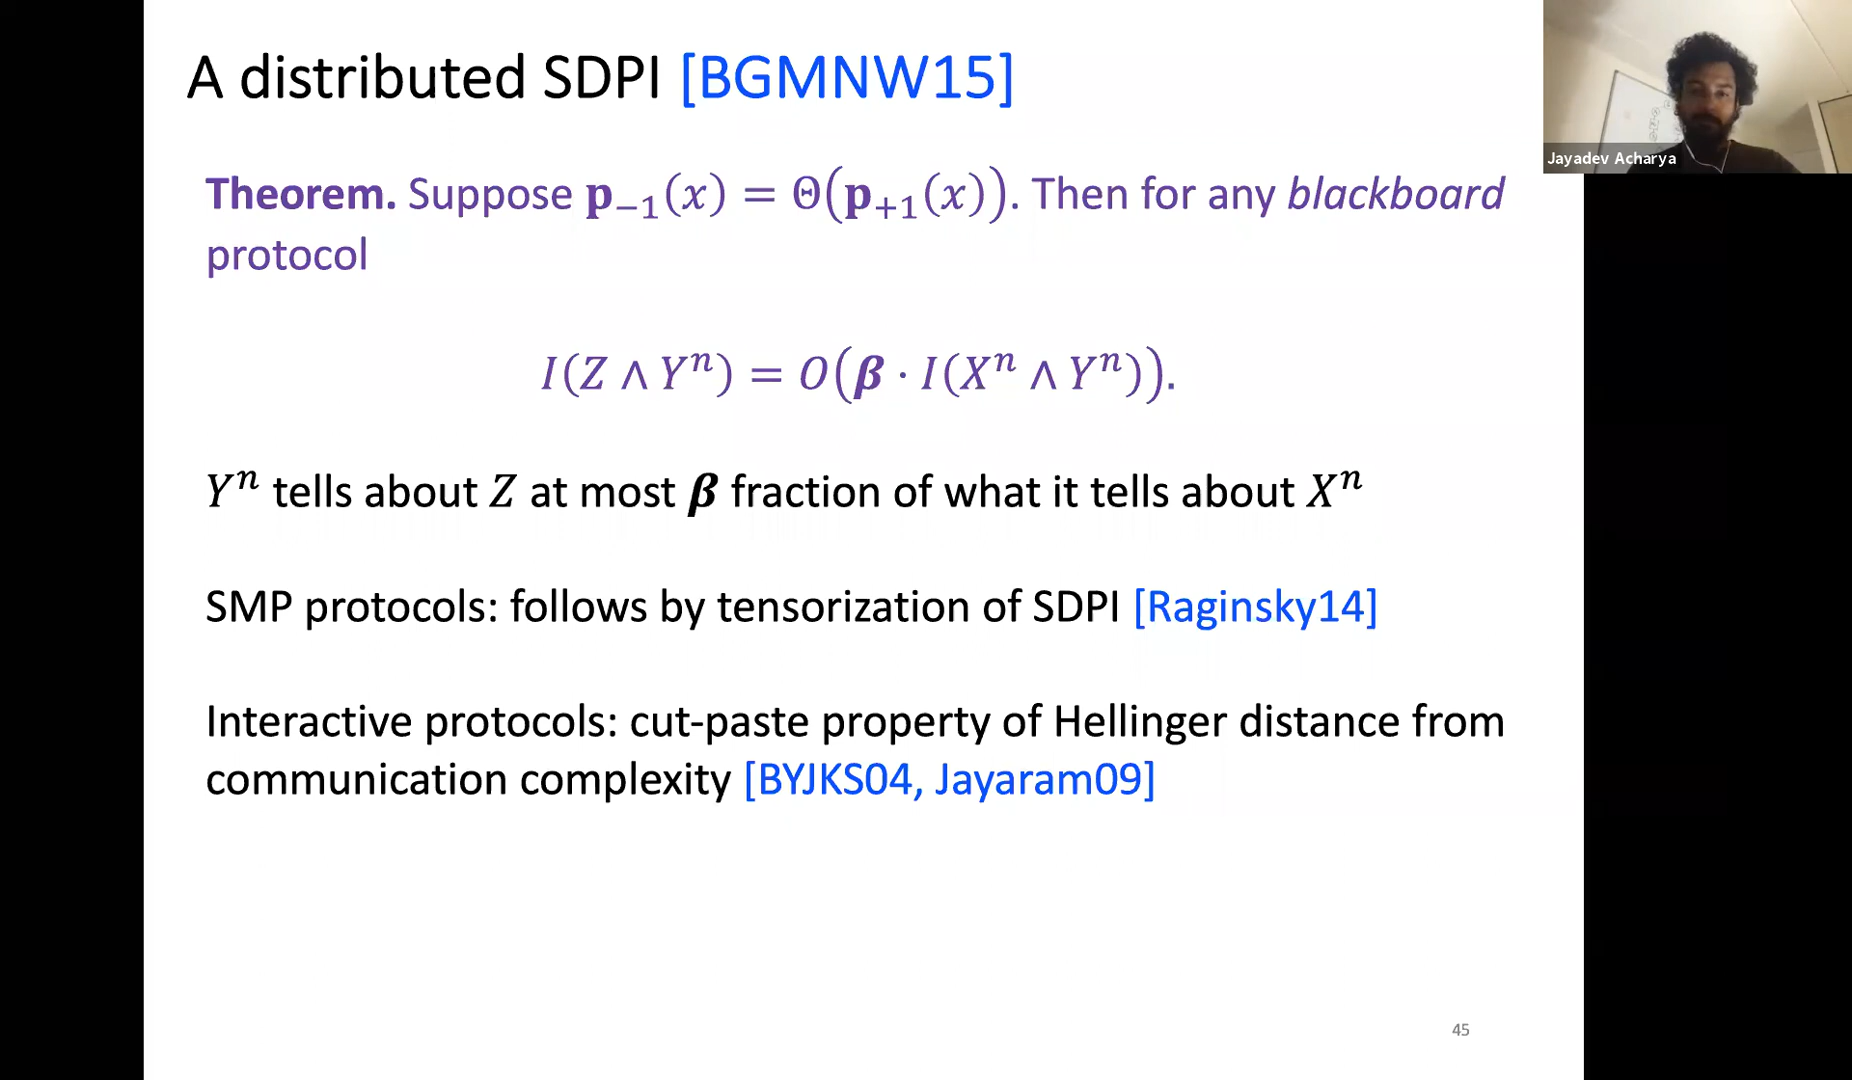 A distributed SDPI [BGMNW15]
Jayadev Acharya
Theorem. Suppose 𝐩₋₁(𝑥) = Θ(𝐩₊₁(𝑥)). Then for any blackboard
protocol
𝐼(𝑍 ∧ 𝑌ⁿ) = 𝑂(𝜷 · 𝐼(𝑋ⁿ ∧ 𝑌ⁿ)).
𝑌ⁿ tells about 𝑍 at most 𝜷 fraction of what it tells about 𝑋ⁿ
SMP protocols: follows by tensorization of SDPI [Raginsky14]
Interactive protocols: cut-paste property of Hellinger distance from
communication complexity [BYJKS04, Jayaram09]
45